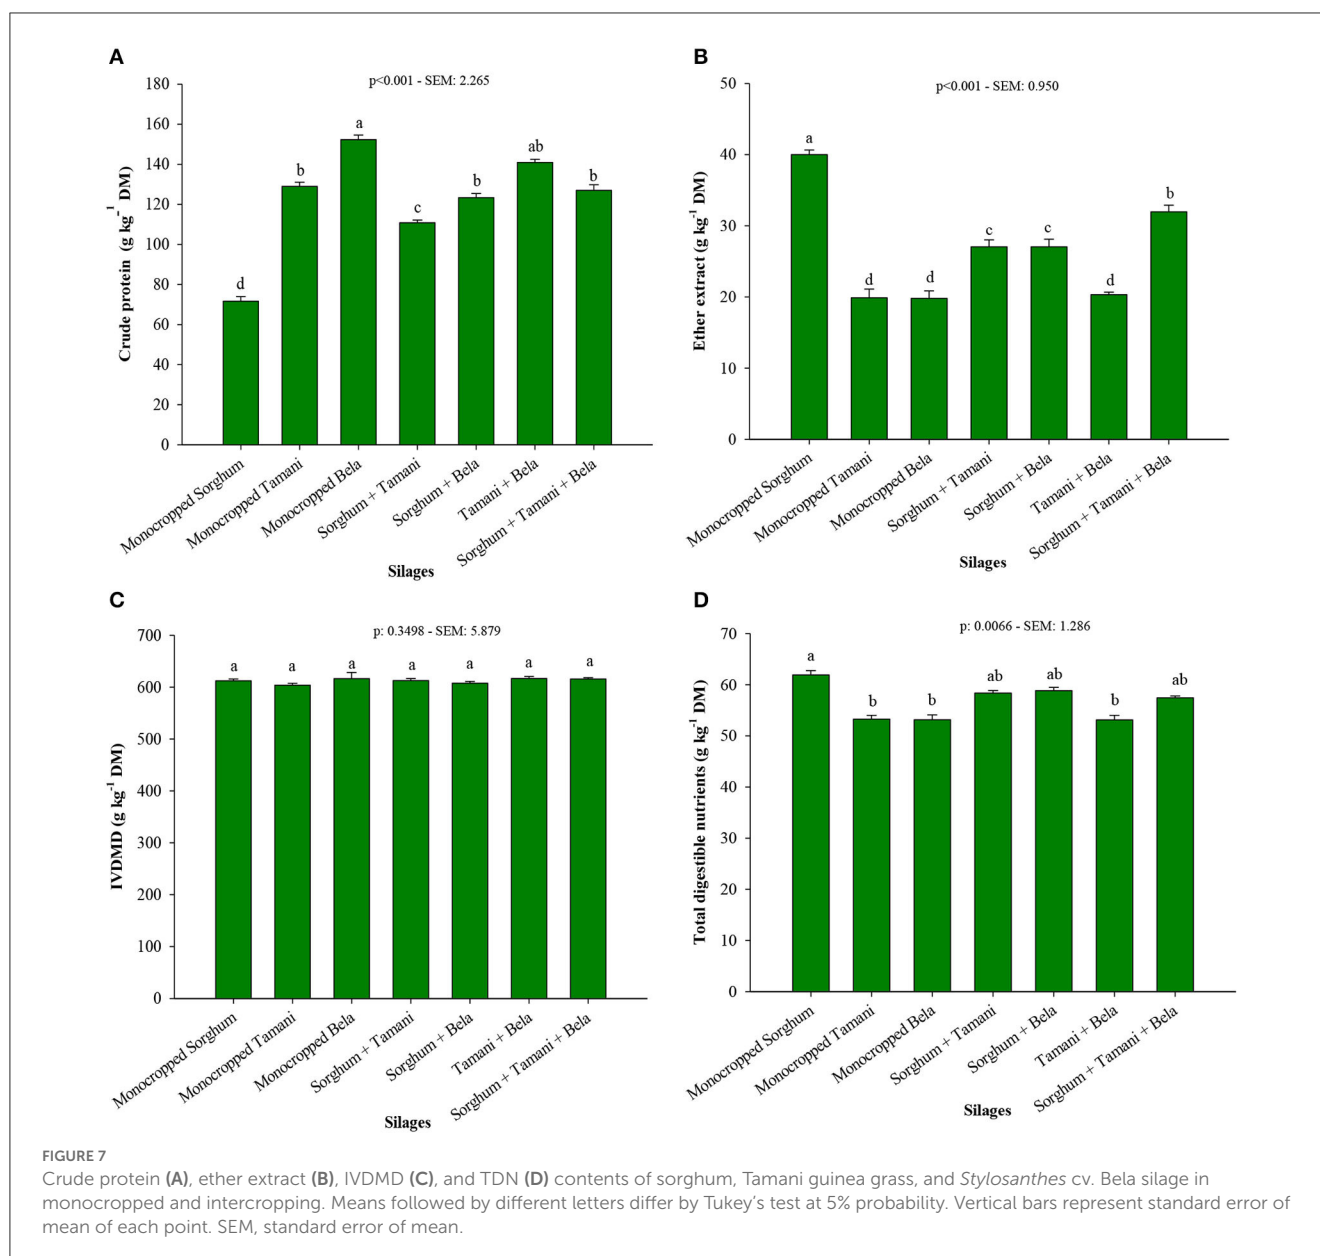 A
p<0.001 - SEM: 2.265
Crude protein (g kg⁻¹ DM)
180
160
140
120
100
80
60
40
20
0
d
b
a
c
b
ab
b
Monocropped Sorghum
Monocropped Tamani
Monocropped Bela
Sorghum + Tamani
Sorghum + Bela
Tamani + Bela
Sorghum + Tamani + Bela
Silages
B
p<0.001 - SEM: 0.950
Ether extract (g kg⁻¹ DM)
50
40
30
20
10
0
a
d
d
c
c
d
b
Monocropped Sorghum
Monocropped Tamani
Monocropped Bela
Sorghum + Tamani
Sorghum + Bela
Tamani + Bela
Sorghum + Tamani + Bela
Silages
C
p: 0.3498 - SEM: 5.879
IVDMD (g kg⁻¹ DM)
700
600
500
400
300
200
100
0
a
a
a
a
a
a
a
Monocropped Sorghum
Monocropped Tamani
Monocropped Bela
Sorghum + Tamani
Sorghum + Bela
Tamani + Bela
Sorghum + Tamani + Bela
Silages
D
p: 0.0066 - SEM: 1.286
Total digestible nutrients (g kg⁻¹ DM)
70
60
50
40
30
20
10
0
a
b
b
ab
ab
b
ab
Monocropped Sorghum
Monocropped Tamani
Monocropped Bela
Sorghum + Tamani
Sorghum + Bela
Tamani + Bela
Sorghum + Tamani + Bela
Silages
FIGURE 7
Crude protein (A), ether extract (B), IVDMD (C), and TDN (D) contents of sorghum, Tamani guinea grass, and Stylosanthes cv. Bela silage in
monocropped and intercropping. Means followed by different letters differ by Tukey's test at 5% probability. Vertical bars represent standard error of
mean of each point. SEM, standard error of mean.